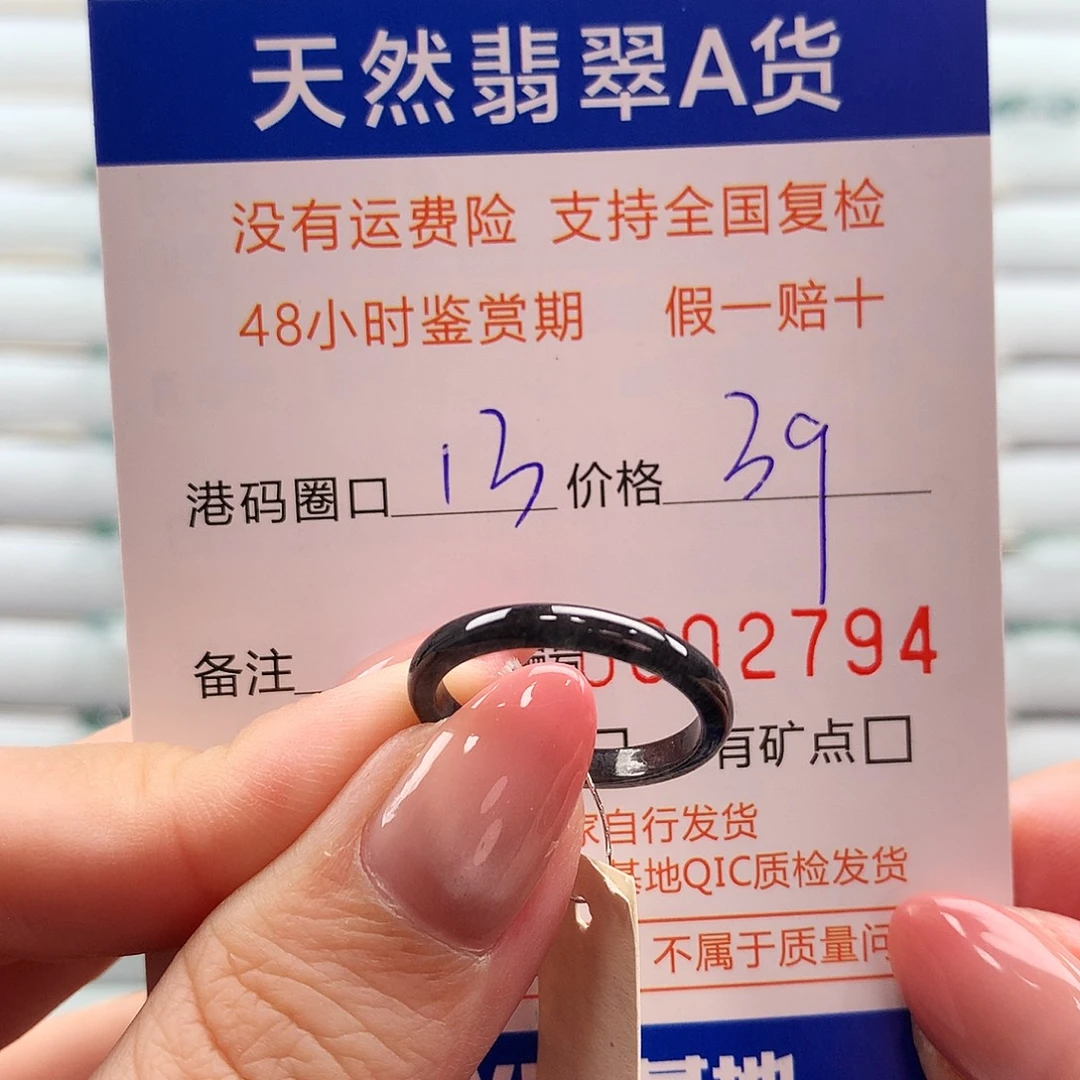 天然翡翠A货
没有运费险 支持全国复检
48小时鉴赏期 假一赔十
港码圈口 13 价格 39
备注 02794
有矿点□
家自行发货
基地QIC质检发货
不属于质量问
基地